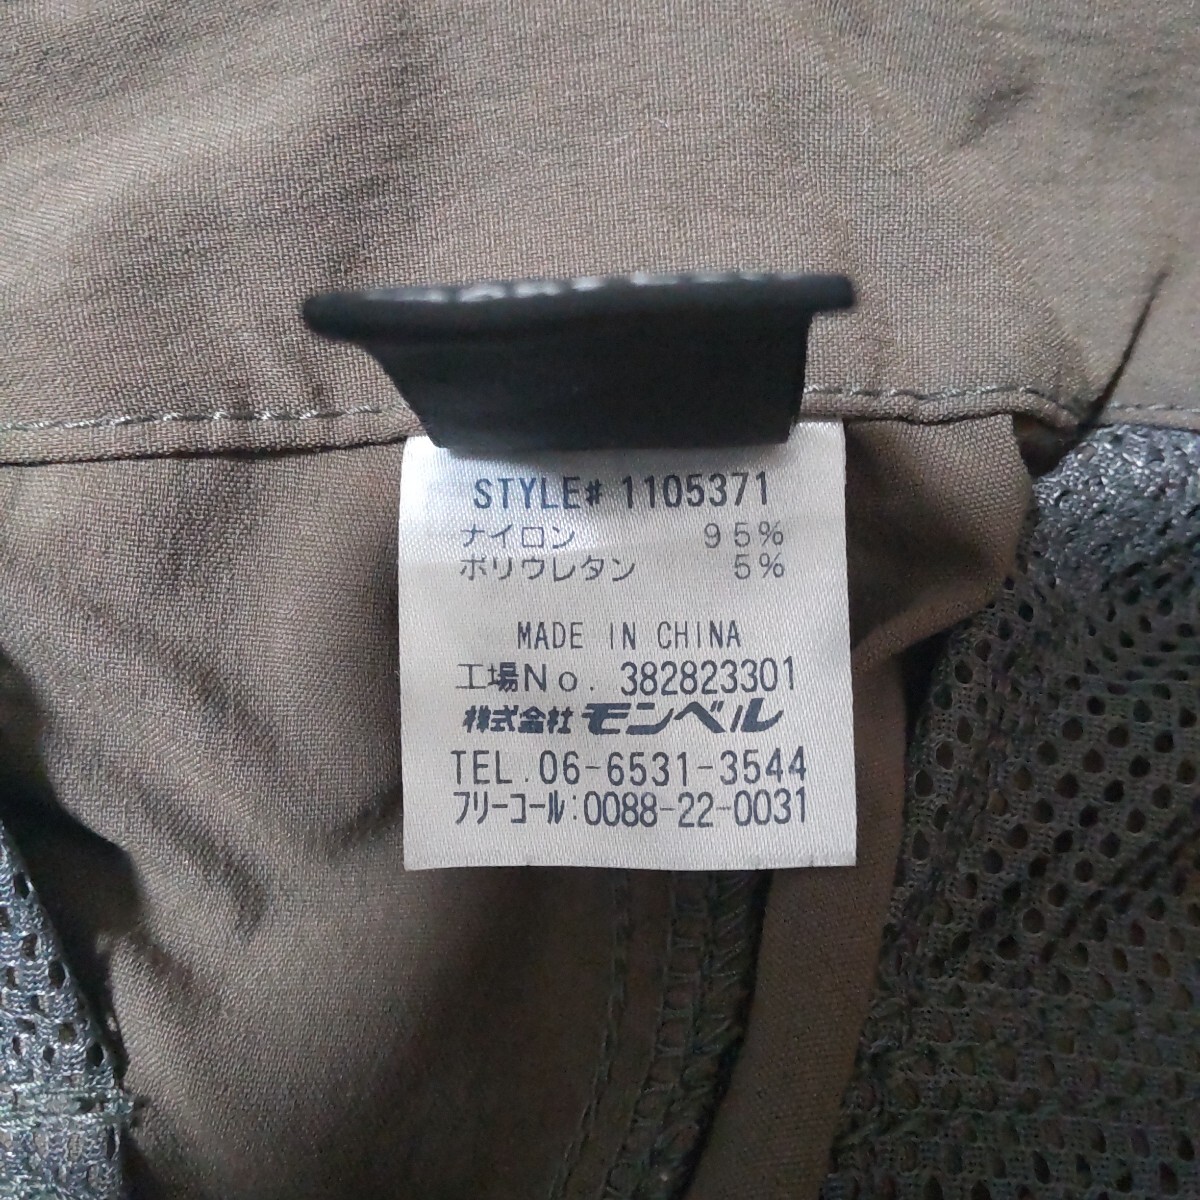 STYLE# 1105371
ナイロン 95%
ポリウレタン 5%
MADE IN CHINA
工場No. 382823301
株式会社 モンベル
TEL.06-6531-3544
フリーコール:0088-22-0031